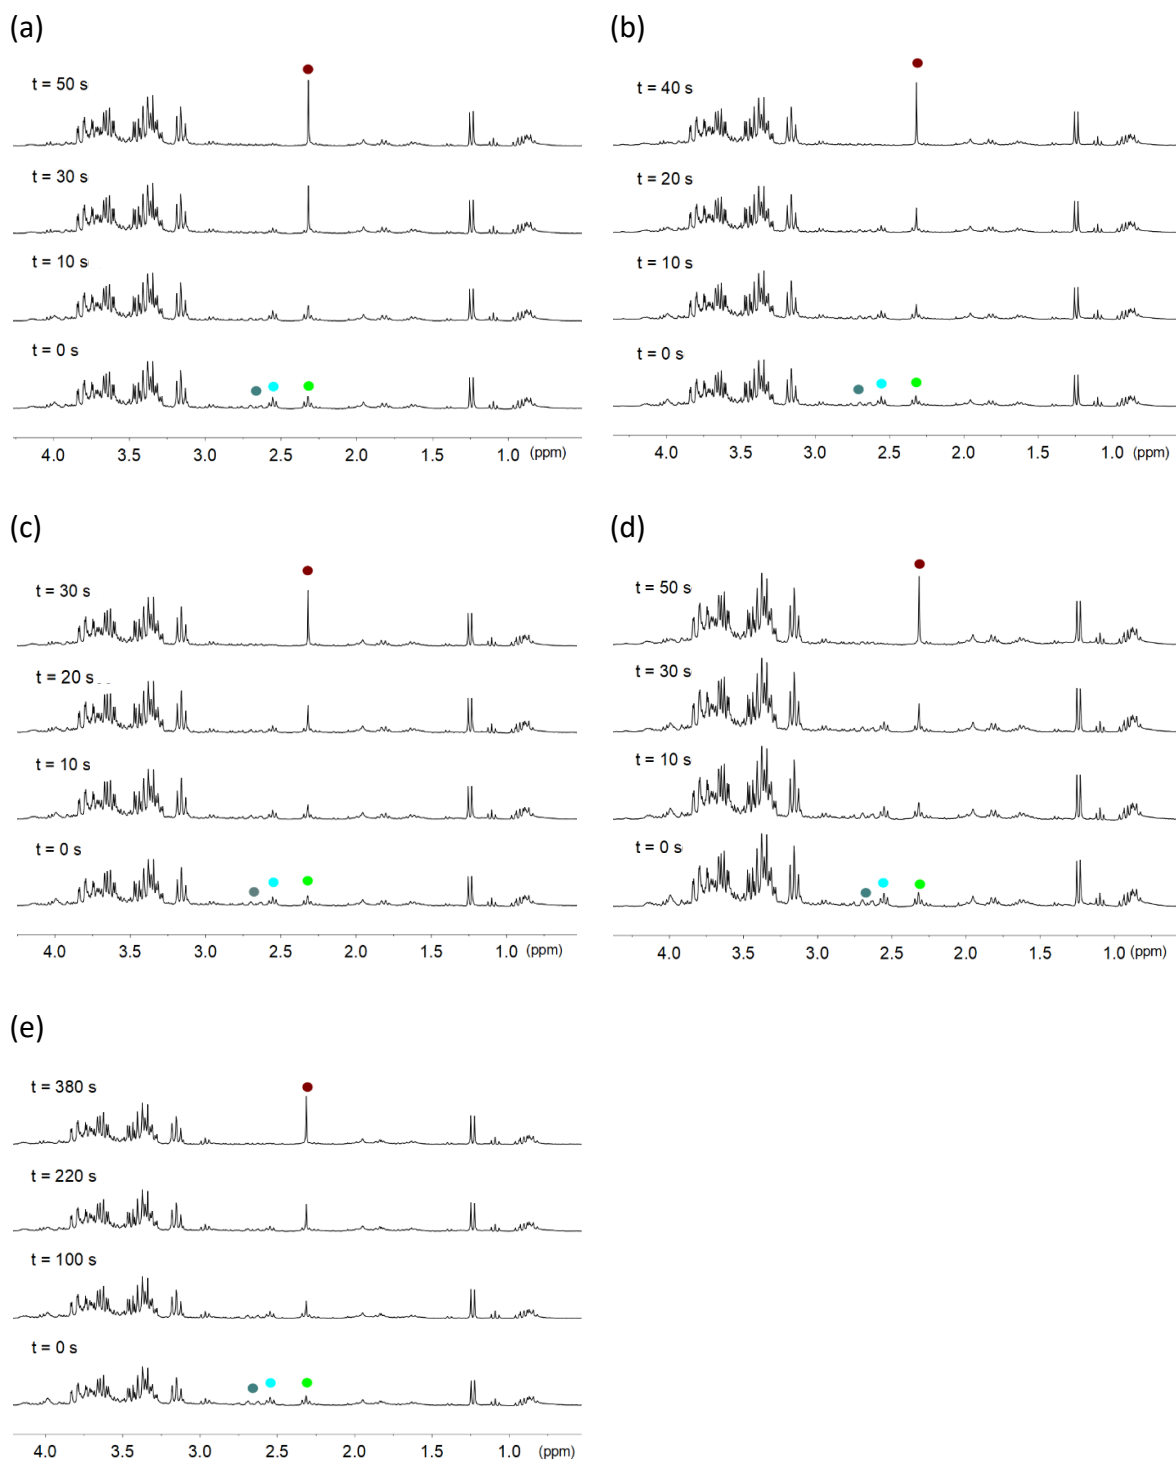 (a)
t = 50 s
t = 30 s
t = 10 s
t = 0 s
4.0 3.5 3.0 2.5 2.0 1.5 1.0 (ppm)
(b)
t = 40 s
t = 20 s
t = 10 s
t = 0 s
4.0 3.5 3.0 2.5 2.0 1.5 1.0 (ppm)
(c)
t = 30 s
t = 20 s
t = 10 s
t = 0 s
4.0 3.5 3.0 2.5 2.0 1.5 1.0 (ppm)
(d)
t = 50 s
t = 30 s
t = 10 s
t = 0 s
4.0 3.5 3.0 2.5 2.0 1.5 1.0 (ppm)
(e)
t = 380 s
t = 220 s
t = 100 s
t = 0 s
4.0 3.5 3.0 2.5 2.0 1.5 1.0 (ppm)